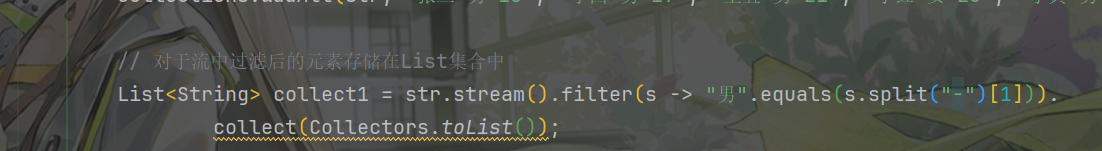 // 对于流中过滤后的元素存储在List集合中
List<String> collect1 = str.stream().filter(s -> "男".equals(s.split("-")[1])).
collect(Collectors.toList());